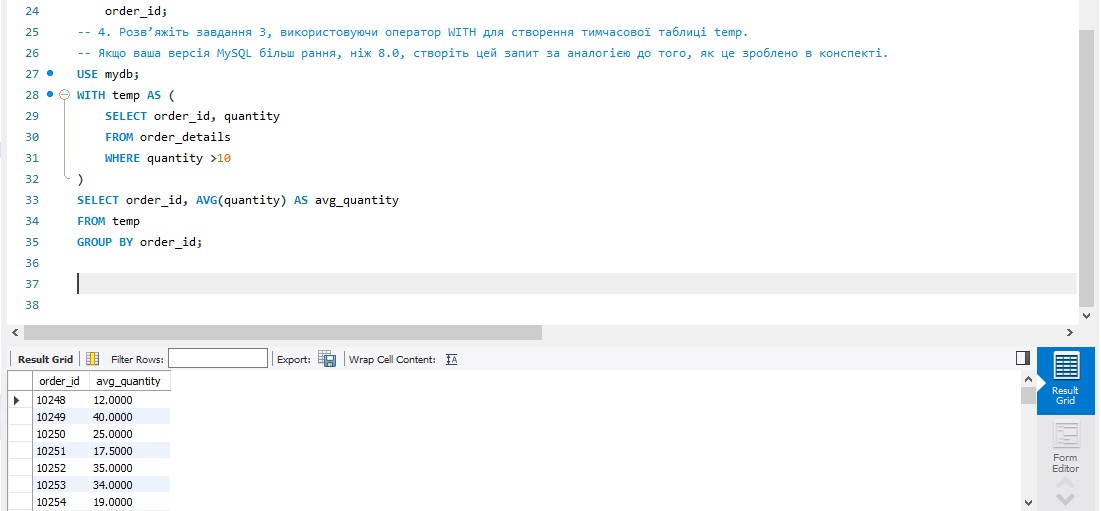 24 order_id;
25 -- 4. Розв’яжіть завдання 3, використовуючи оператор WITH для створення тимчасової таблиці temp.
26 -- Якщо ваша версія MySQL більш рання, ніж 8.0, створіть цей запит за аналогією до того, як це зроблено в конспекті.
27 USE mydb;
28 WITH temp AS (
29 SELECT order_id, quantity
30 FROM order_details
31 WHERE quantity >10
32 )
33 SELECT order_id, AVG(quantity) AS avg_quantity
34 FROM temp
35 GROUP BY order_id;
36
37
38
Result Grid Filter Rows: Export: Wrap Cell Content:
order_id avg_quantity
10248 12.0000
10249 40.0000
10250 25.0000
10251 17.5000
10252 35.0000
10253 34.0000
10254 19.0000
Result
Grid
Form
Editor